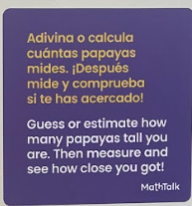 Adivina o calcula
cuántas papayas
mides. ¡Después
mide y comprueba
si te has acercado!
Guess or estimate how
many papayas tall you
are. Then measure and
see how close you got!
MathTalk